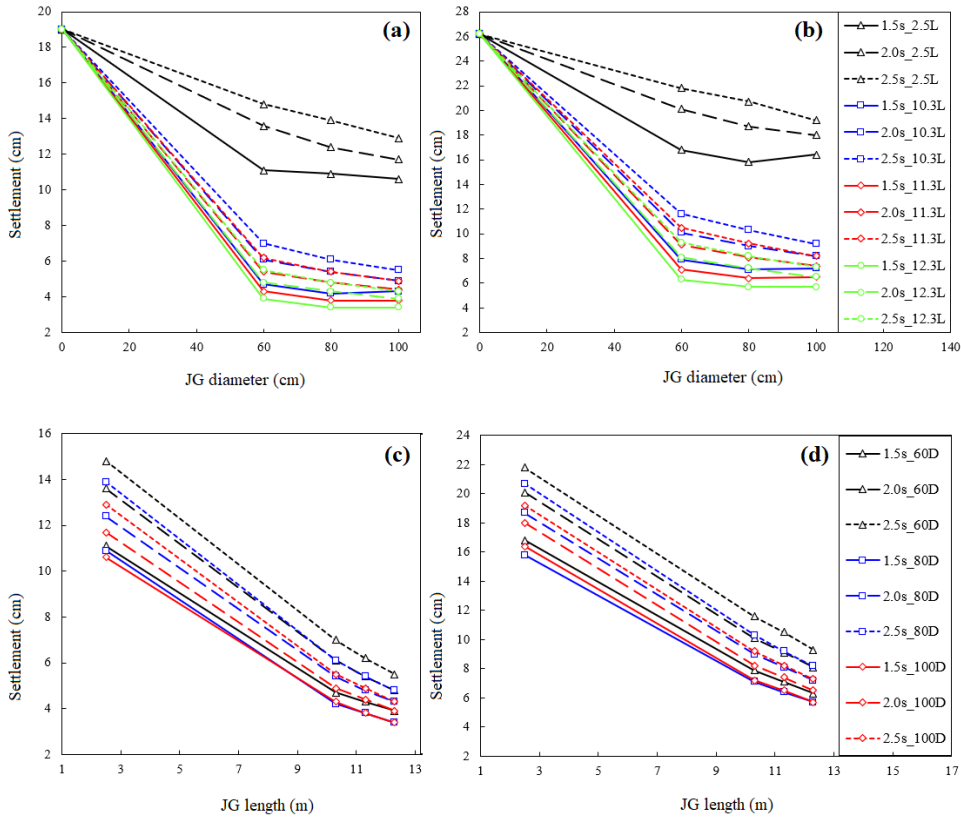 20
18
16
14
12
10
8
6
4
2
Settlement (cm)
(a)
0 20 40 60 80 100
JG diameter (cm)
28
26
24
22
20
18
16
14
12
10
8
6
4
2
Settlement (cm)
(b)
0 20 40 60 80 100 120 140
JG diameter (cm)
1.5s_2.5L
2.0s_2.5L
2.5s_2.5L
1.5s_10.3L
2.0s_10.3L
2.5s_10.3L
1.5s_11.3L
2.0s_11.3L
2.5s_11.3L
1.5s_12.3L
2.0s_12.3L
2.5s_12.3L
16
14
12
10
8
6
4
2
Settlement (cm)
(c)
1 3 5 7 9 11 13
JG length (m)
24
22
20
18
16
14
12
10
8
6
4
2
Settlement (cm)
(d)
1 3 5 7 9 11 13 15 17
JG length (m)
1.5s_60D
2.0s_60D
2.5s_60D
1.5s_80D
2.0s_80D
2.5s_80D
1.5s_100D
2.0s_100D
2.5s_100D